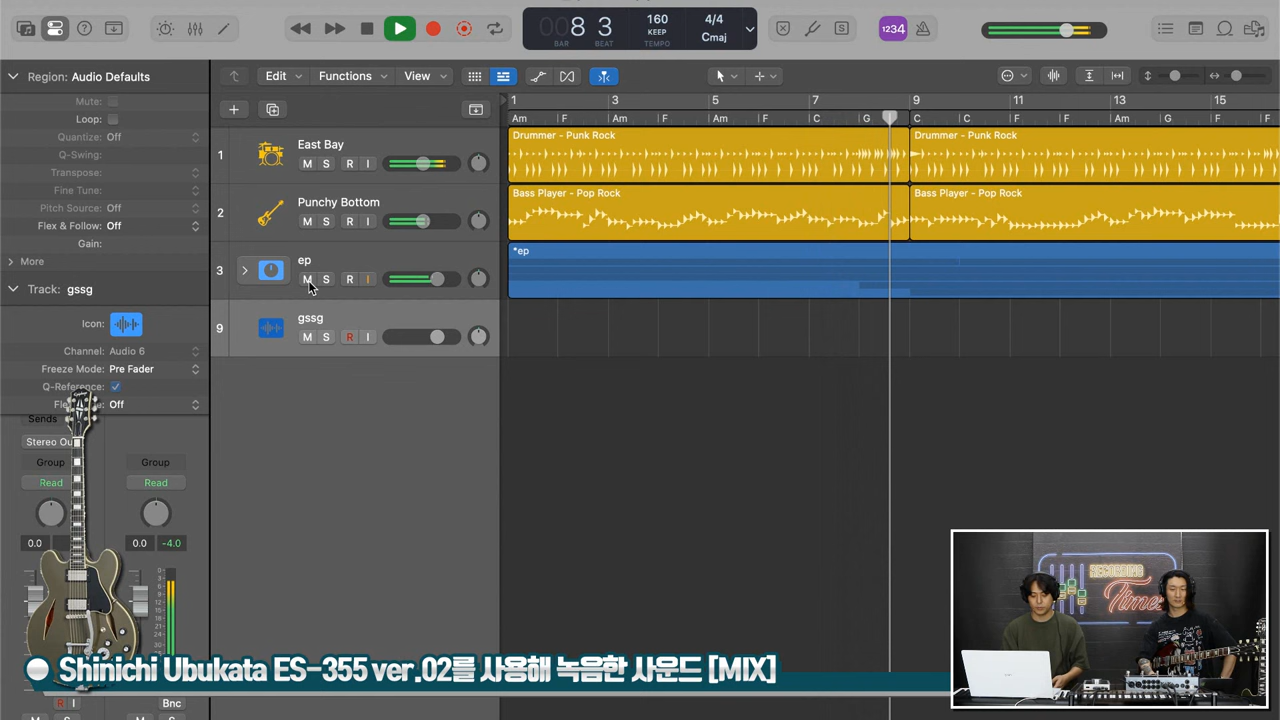 008 3
BAR BEAT
160
KEEP
TEMPO
4/4
Cmaj
1234
Region: Audio Defaults
Mute:
Loop:
Quantize: Off
Q-Swing:
Transpose:
Fine Tune:
Pitch Source: Off
Flex & Follow: Off
Gain:
More
Track: gssg
Icon:
Channel: Audio 6
Freeze Mode: Pre Fader
Q-Reference:
Off
Sends
Stereo Ou
Group Group
Read Read
0.0 0.0 -4.0
R I Bnc
Edit Functions View
1 3 5 7 9 11 13 15
Am F Am F Am F C G C C F Am F Am G F F
1 East Bay
M S R I
2 Punchy Bottom
M S R I
3 ep
M S R I
9 gssg
M S R I
Drummer - Punk Rock Drummer - Punk Rock
Bass Player - Pop Rock Bass Player - Pop Rock
*ep
RECORDING
Time
Shinichi Ubukata ES-355 ver.02를 사용해 녹음한 사운드 [MIX]